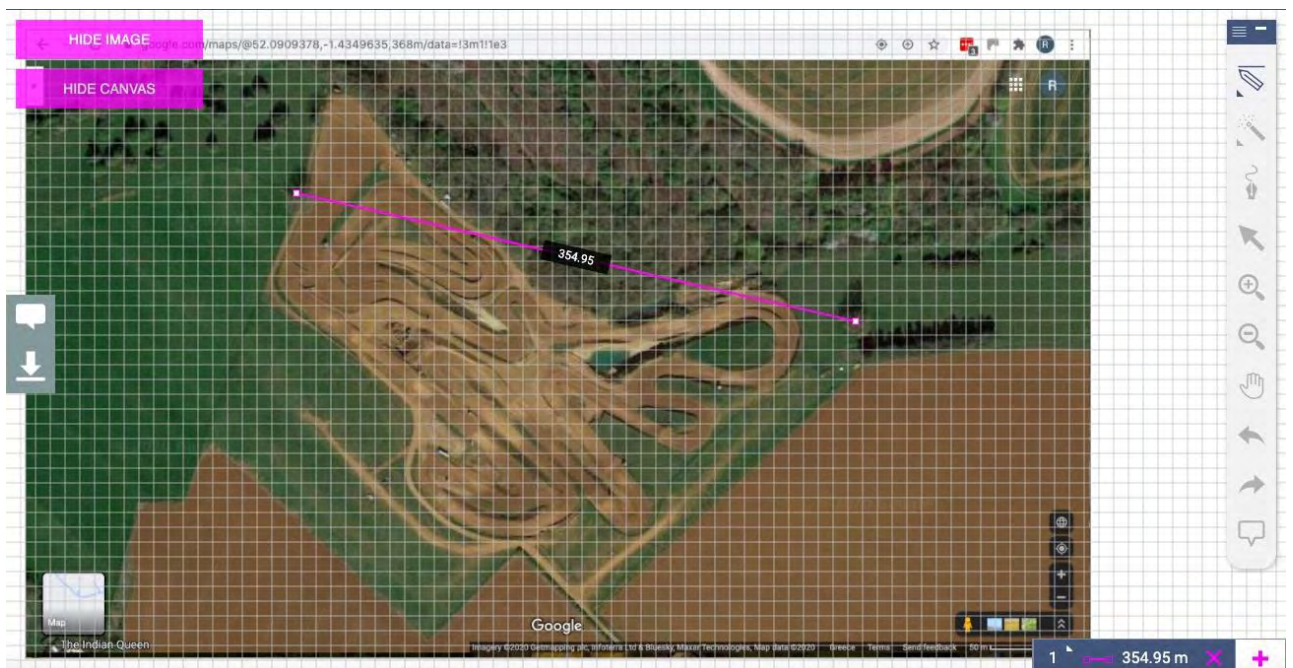 HIDE IMAGE
google.com/maps/@52.0909378,-1.4349635,368m/data=!3m1!1e3
R
HIDE CANVAS
R
354.95
Map
The Indian Queen
Google
Imagery ©2020 Getmapping plc, Infoterra Ltd & Bluesky, Maxar Technologies, Map data ©2020 Greece Terms Send feedback 50 m
1 354.95 m